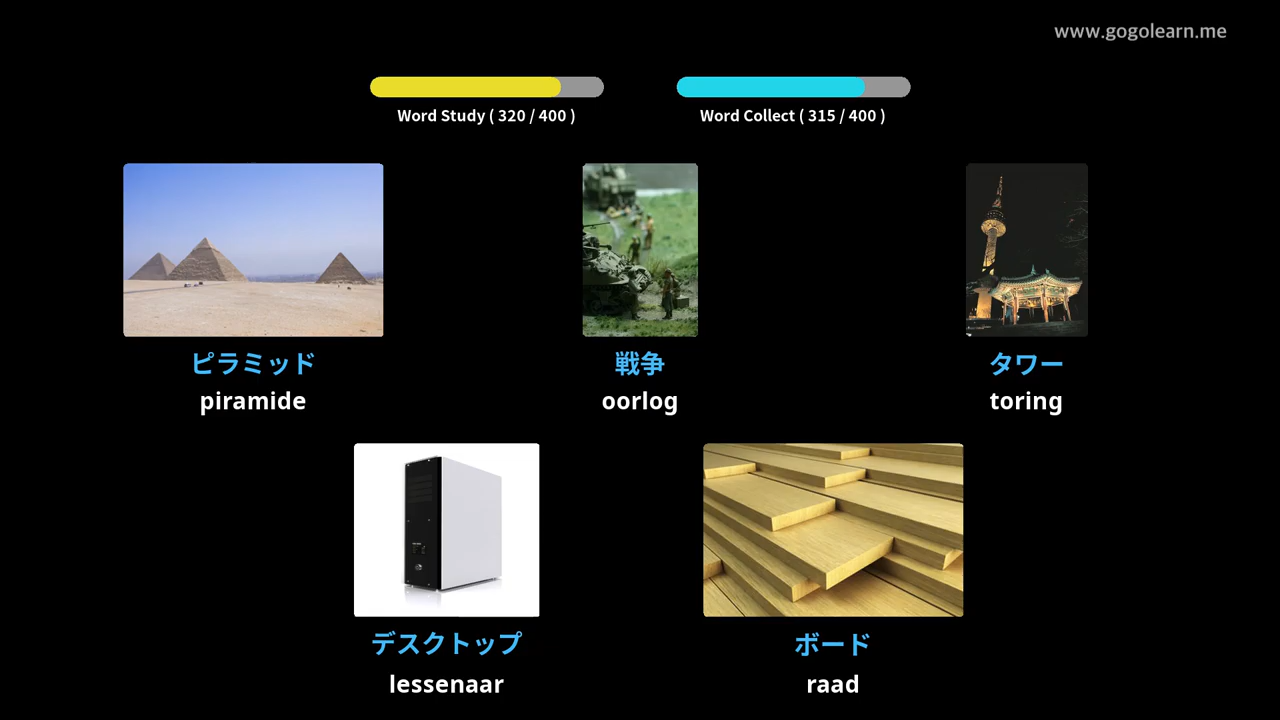 www.gogolearn.me
Word Study ( 320 / 400 )
Word Collect ( 315 / 400 )
ピラミッド
piramide
戦争
oorlog
タワー
toring
デスクトップ
lessenaar
ボード
raad